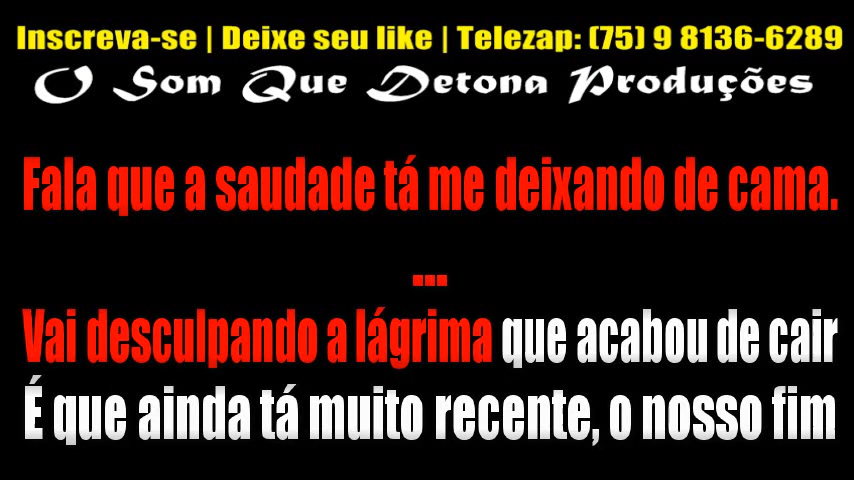 Inscreva-se | Deixe seu like | Telezap: (75) 9 8136-6289
O Som Que Detona Produções
Fala que a saudade tá me deixando de cama.
...
Vai desculpando a lágrima que acabou de cair
É que ainda tá muito recente, o nosso fim